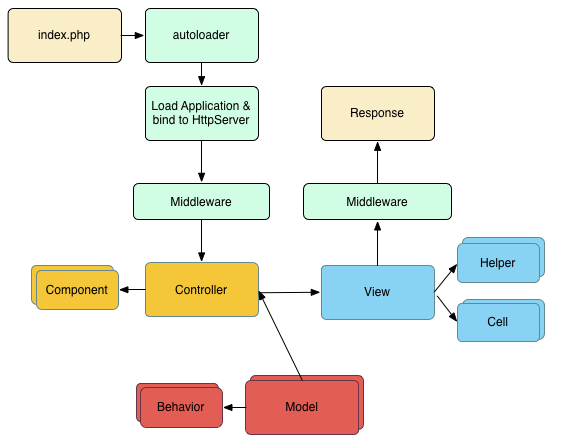 index.php
autoloader
Load Application &
bind to HttpServer
Response
Middleware
Middleware
Component
Controller
View
Helper
Cell
Behavior
Model